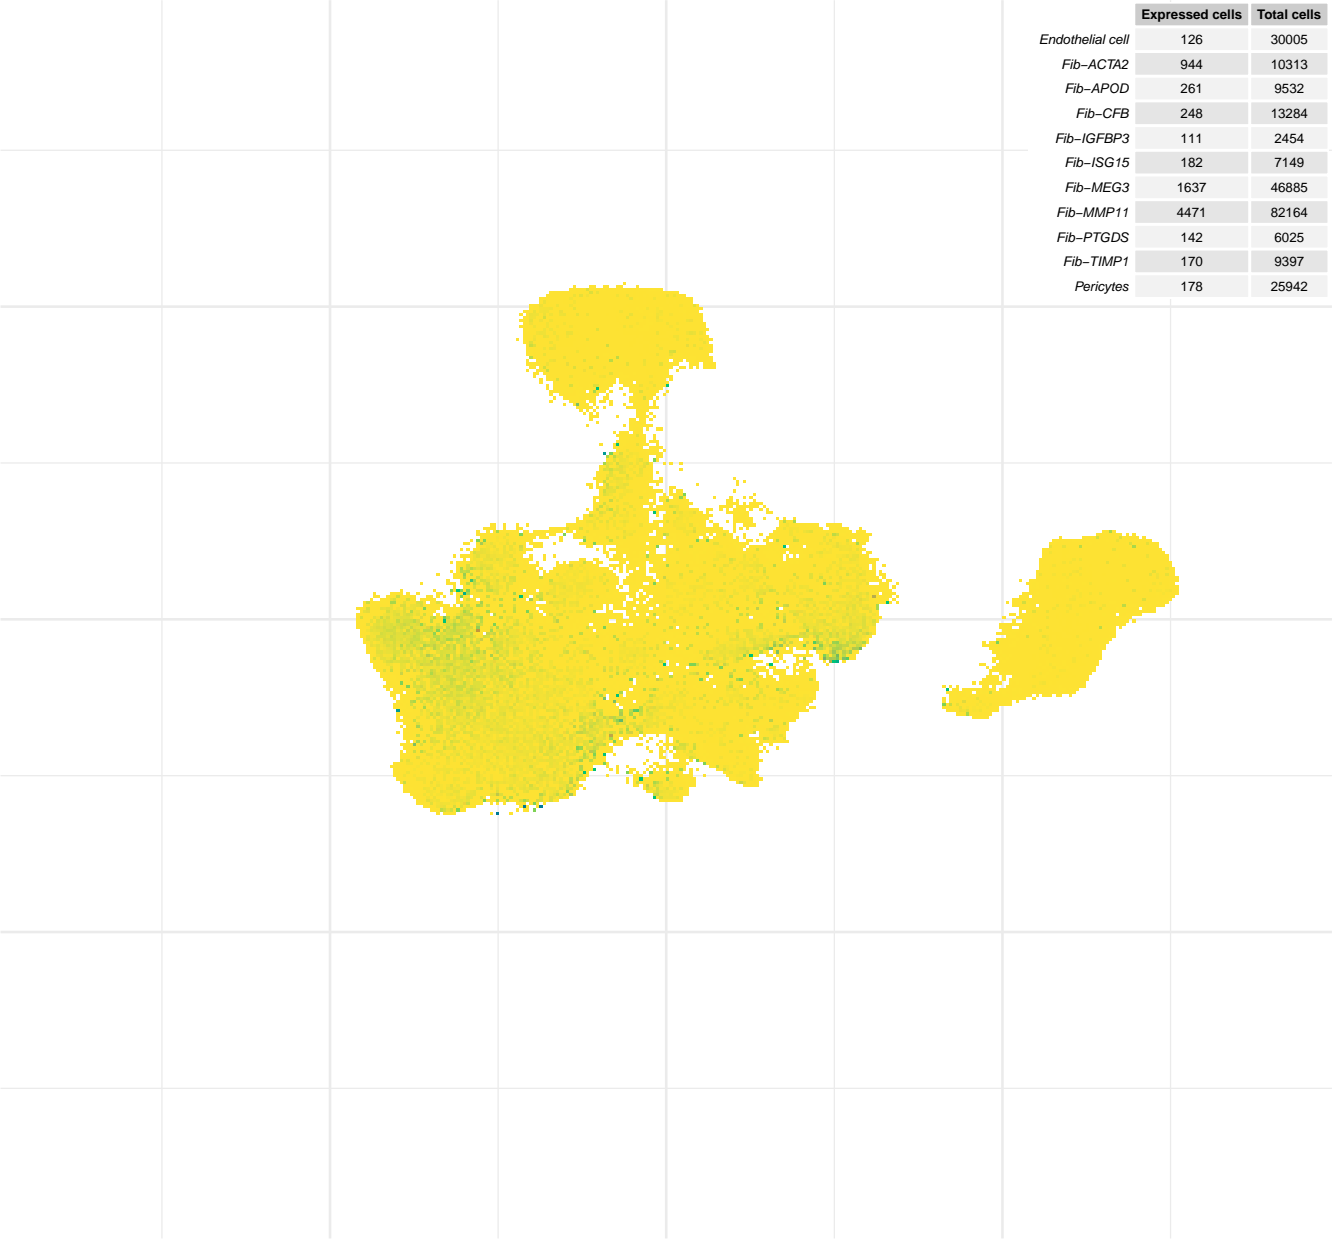 Expressed cells Total cells
Endothelial cell 126 30005
Fib−ACTA2 944 10313
Fib−APOD 261 9532
Fib−CFB 248 13284
Fib−IGFBP3 111 2454
Fib−ISG15 182 7149
Fib−MEG3 1637 46885
Fib−MMP11 4471 82164
Fib−PTGDS 142 6025
Fib−TIMP1 170 9397
Pericytes 178 25942